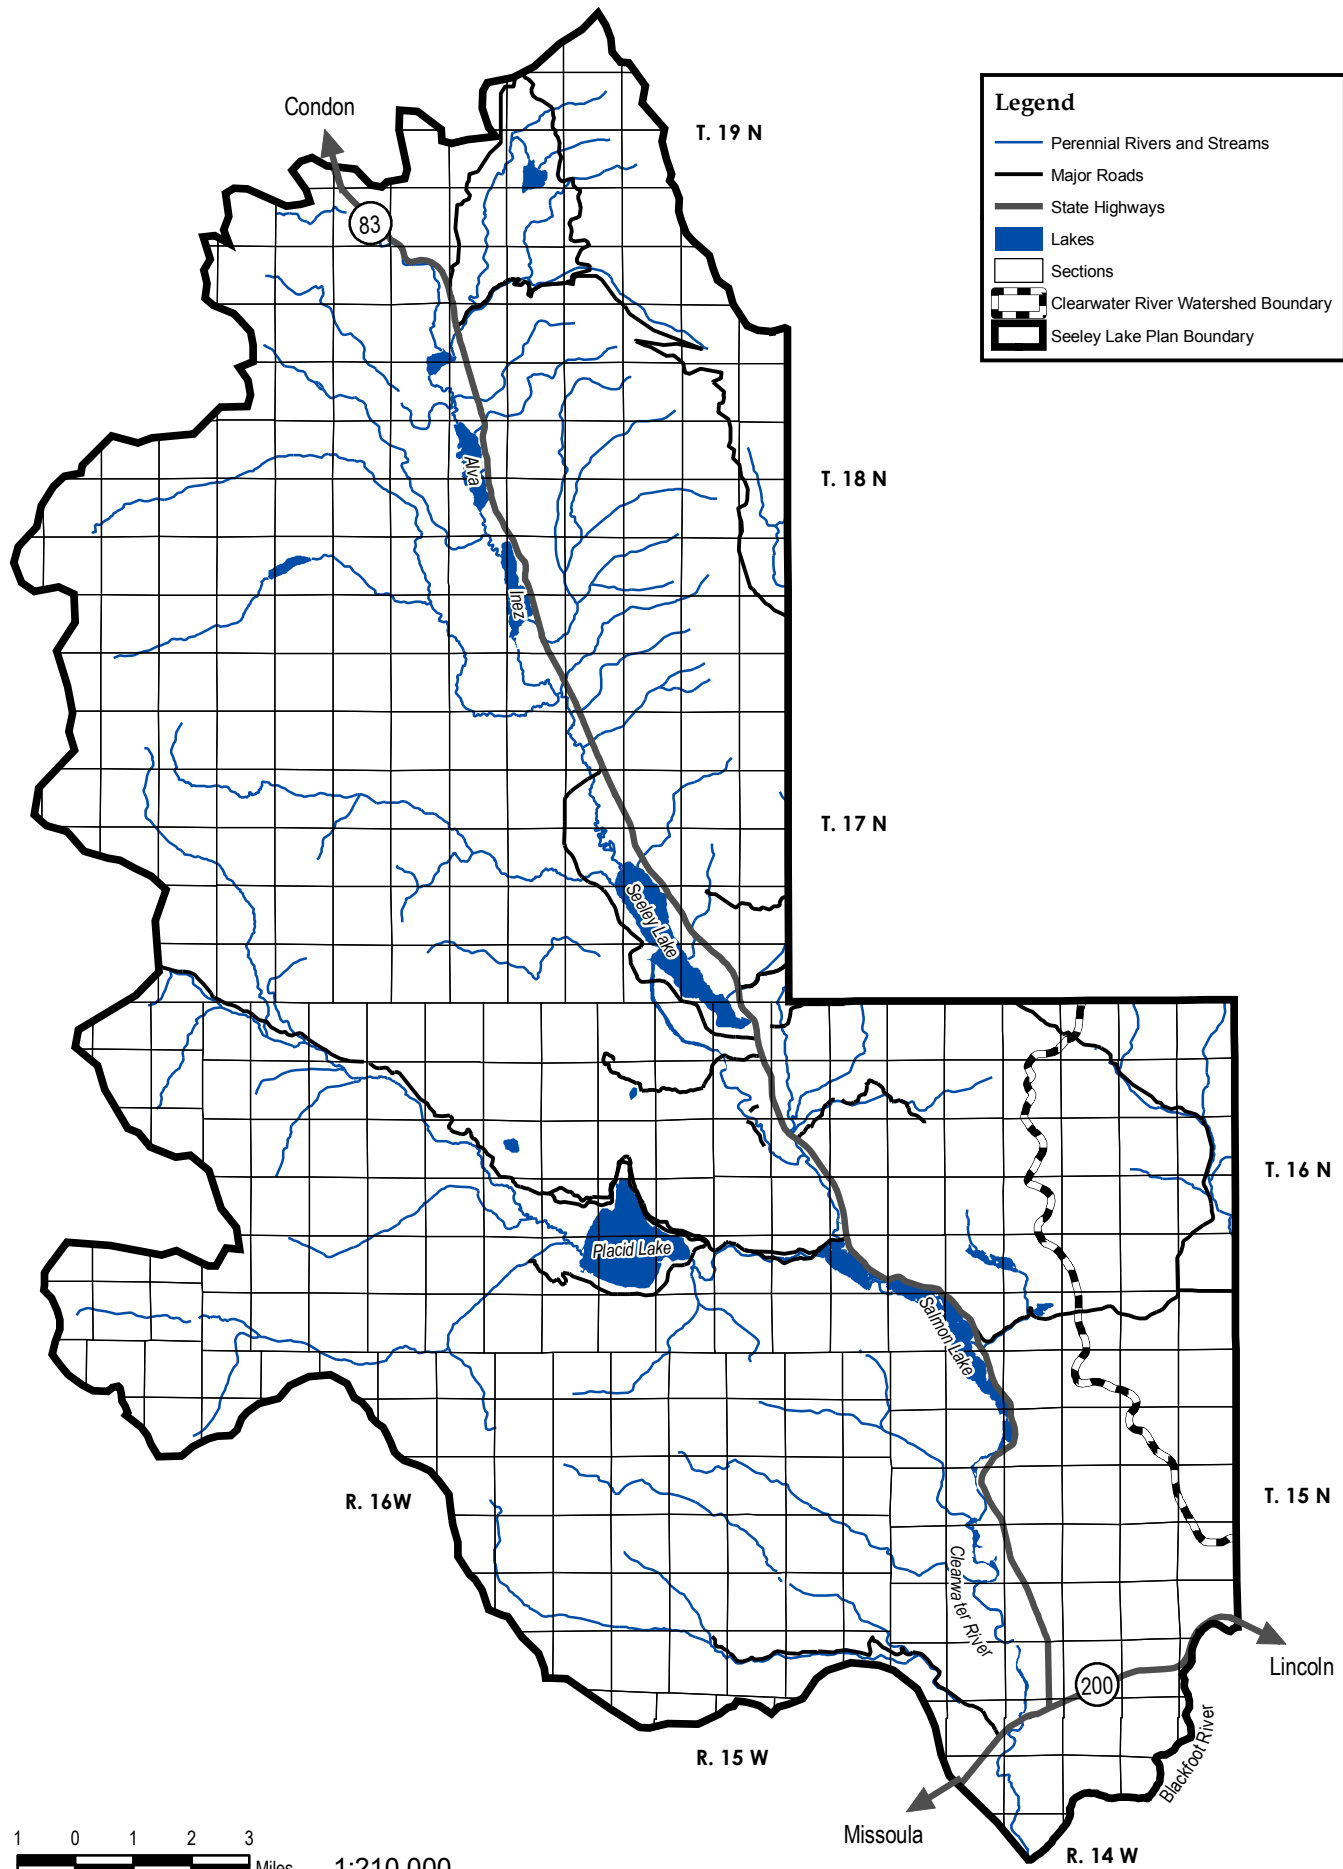 Condon
83
T. 19 N
Legend
Perennial Rivers and Streams
Major Roads
State Highways
Lakes
Sections
Clearwater River Watershed Boundary
Seeley Lake Plan Boundary
Alva
T. 18 N
Inez
T. 17 N
Seeley Lake
T. 16 N
Placid Lake
Salmon Lake
R. 16W
T. 15 N
Clearwater River
Lincoln
200
Blackfoot River
R. 15 W
Missoula
R. 14 W
1 0 1 2 3
Miles
1:210,000